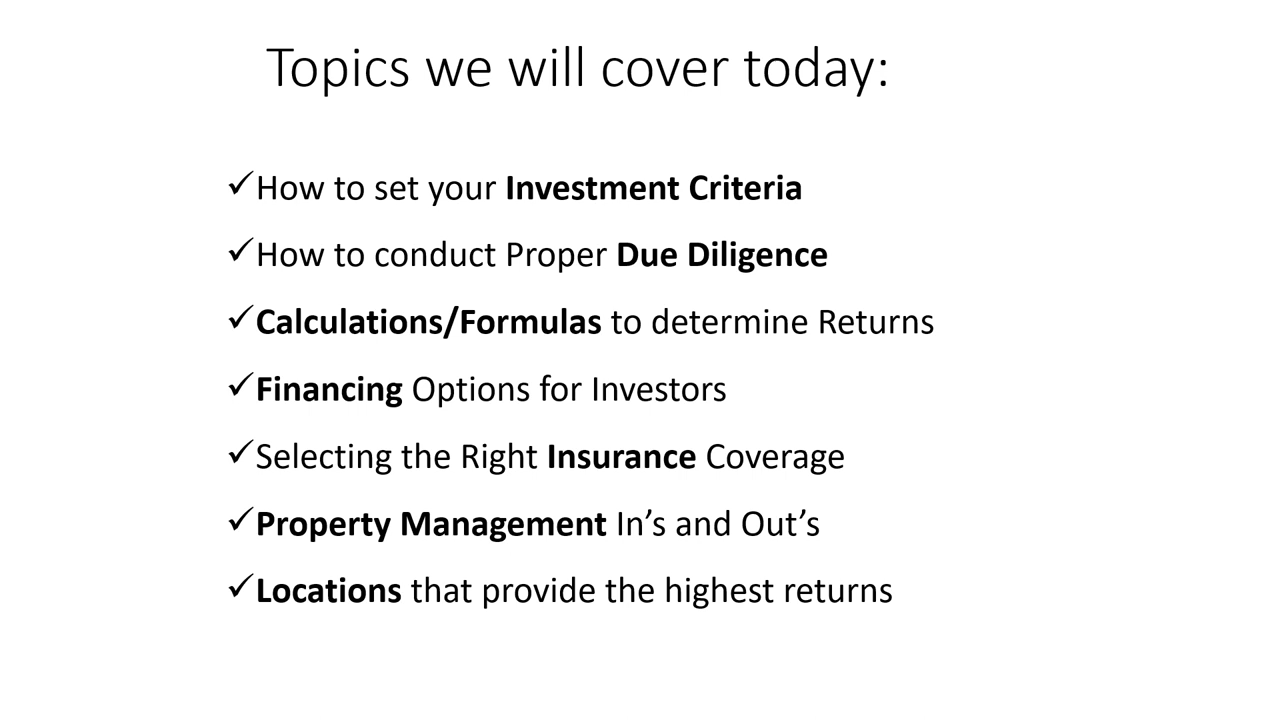 Topics we will cover today:
✓How to set your Investment Criteria
✓How to conduct Proper Due Diligence
✓Calculations/Formulas to determine Returns
✓Financing Options for Investors
✓Selecting the Right Insurance Coverage
✓Property Management In’s and Out’s
✓Locations that provide the highest returns